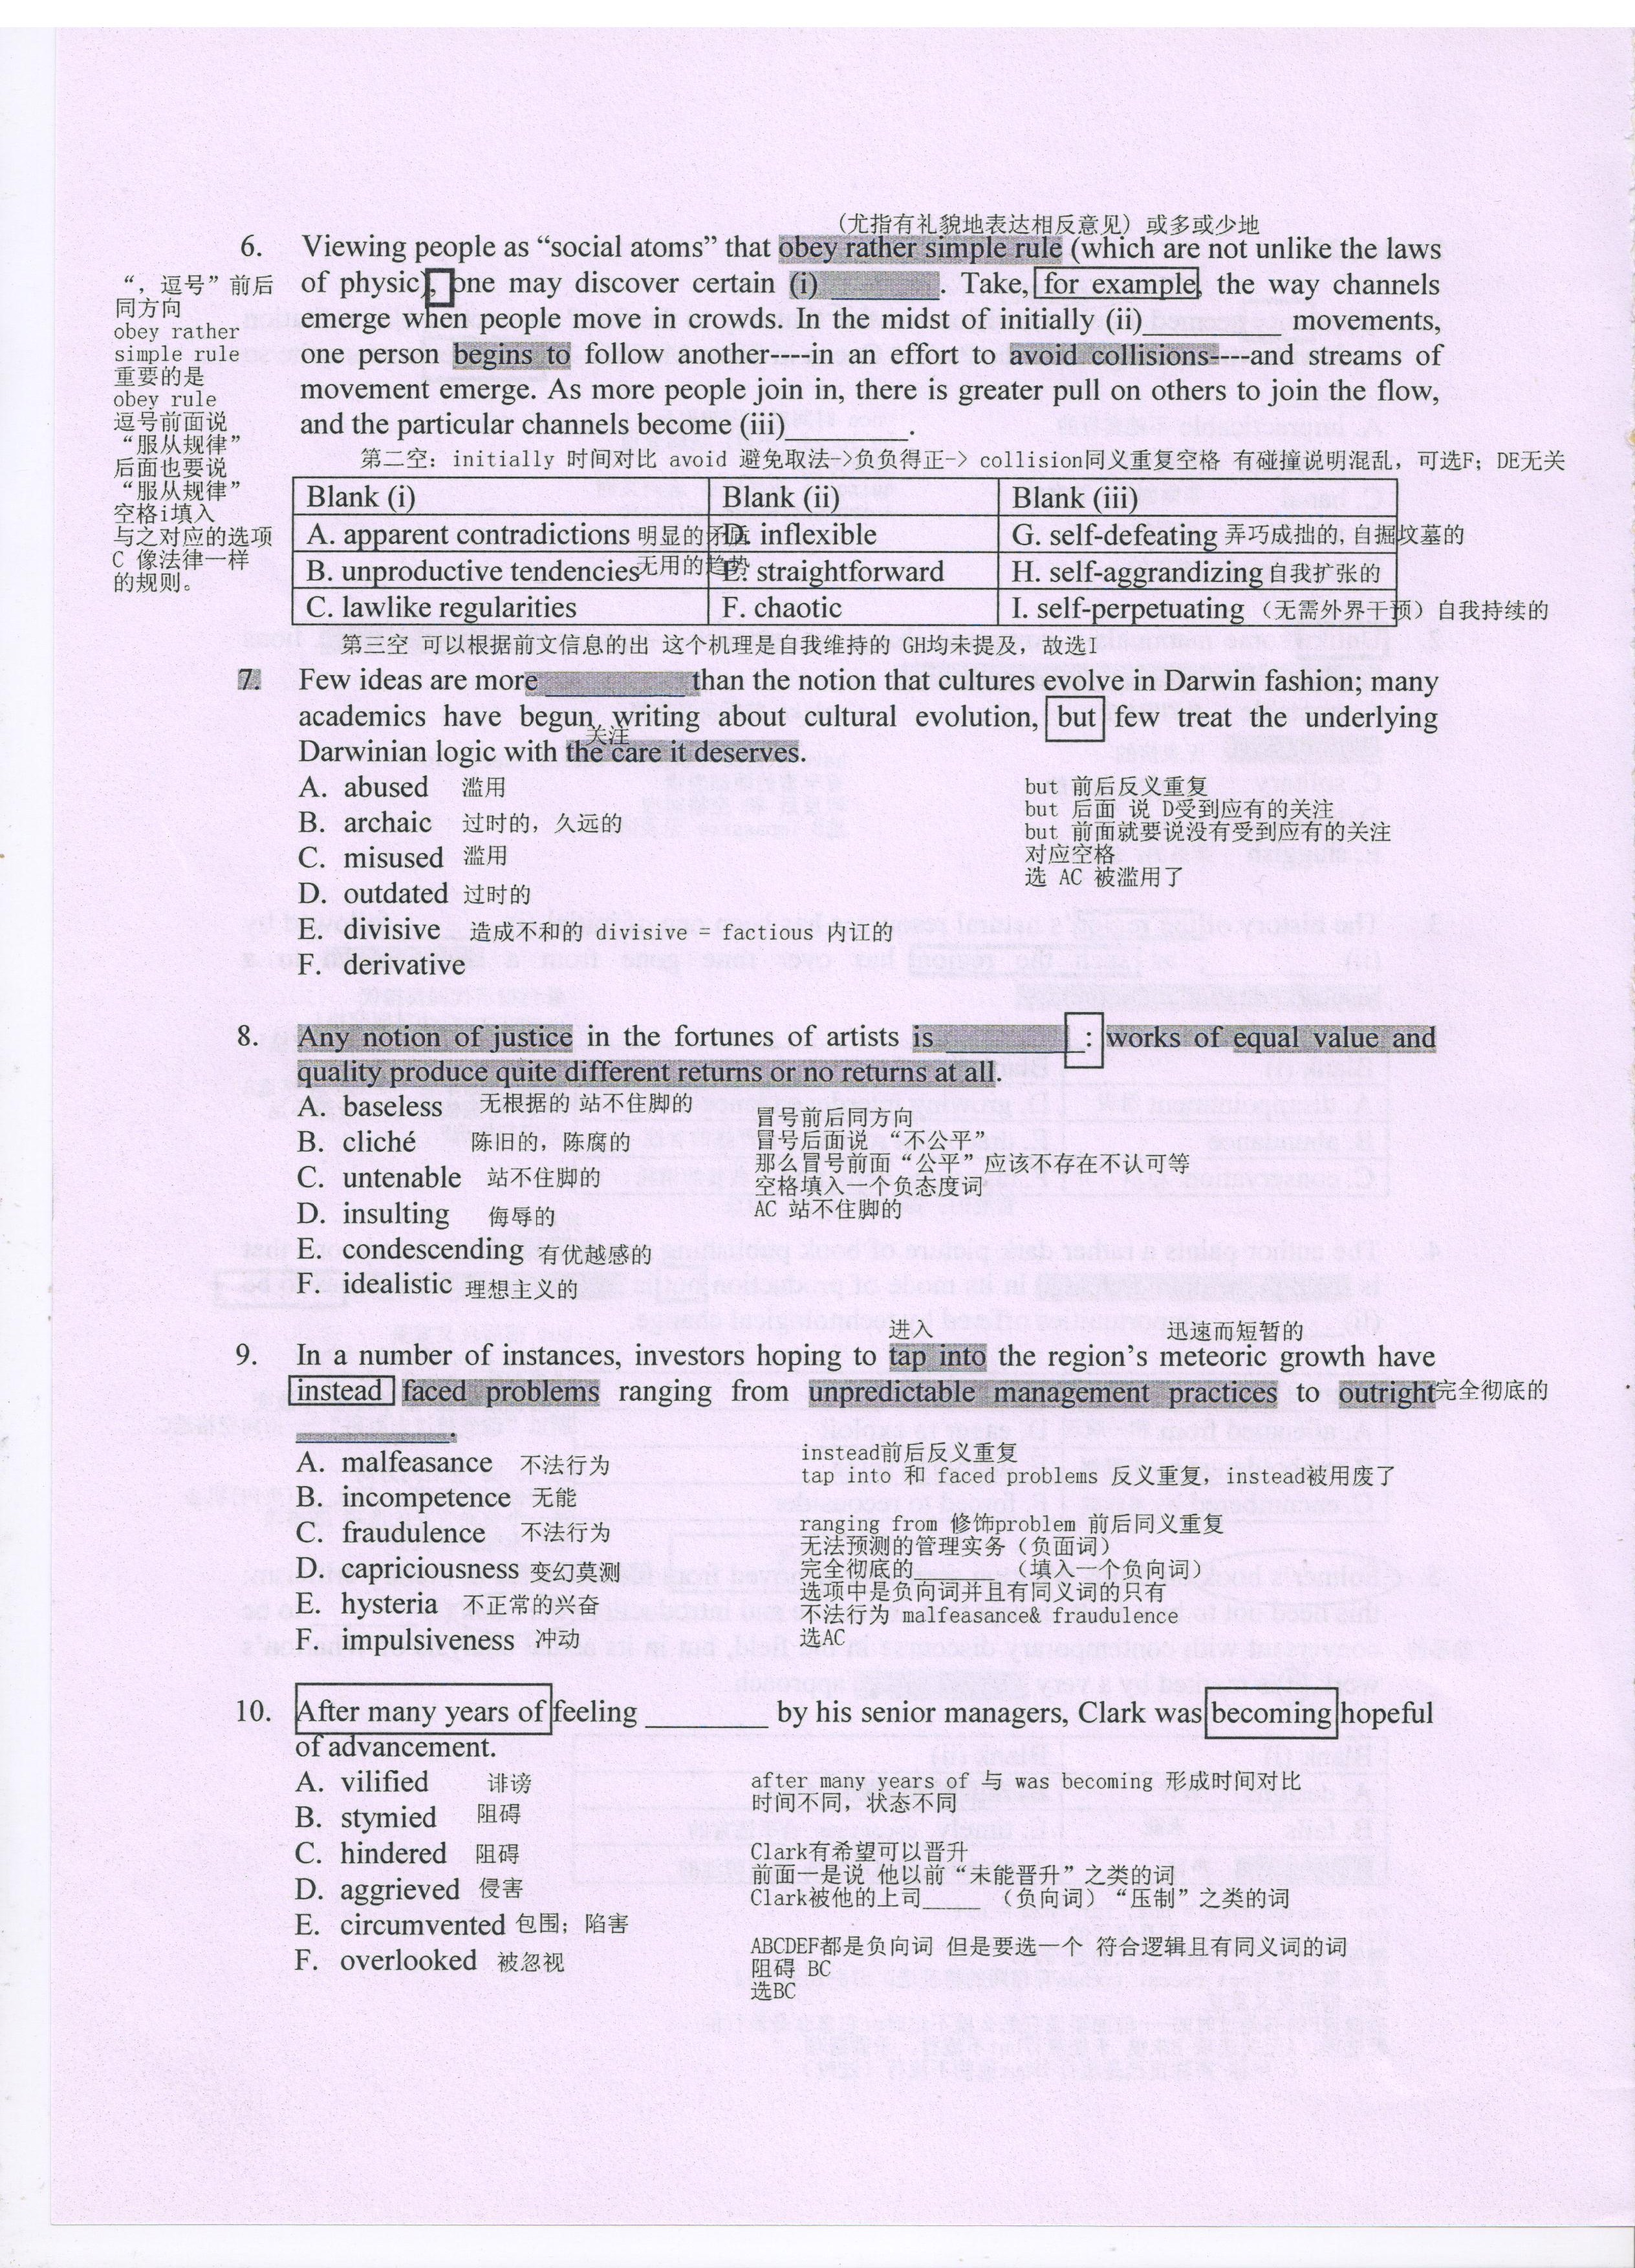 (尤指有礼貌地表达相反意见) 或多或少地
6. Viewing people as “social atoms” that obey rather simple rule (which are not unlike the laws
of physic), one may discover certain (i) ________. Take, for example, the way channels
emerge when people move in crowds. In the midst of initially (ii)________ movements,
one person begins to follow another----in an effort to avoid collisions----and streams of
movement emerge. As more people join in, there is greater pull on others to join the flow,
and the particular channels become (iii)________.
“，逗号”前后
同方向
obey rather
simple rule
重要的是
obey rule
逗号前面说
“服从规律”
后面也要说
“服从规律”
空格i填入
与之对应的选项
C 像法律一样
的规则。
第二空：initially 时间对比 avoid 避免取法->负负得正-> collision同义重复空格 有碰撞说明混乱，可选F；DE无关
Blank (i) Blank (ii) Blank (iii)
A. apparent contradictions 明显的矛盾 D. inflexible G. self-defeating 弄巧成拙的, 自掘坟墓的
B. unproductive tendencies 无用的趋势 E. straightforward H. self-aggrandizing 自我扩张的
C. lawlike regularities F. chaotic I. self-perpetuating （无需外界干预）自我持续的
第三空 可以根据前文信息的出 这个机理是自我维持的 GH均未提及，故选I
7. Few ideas are more ________ than the notion that cultures evolve in Darwin fashion; many
academics have begun writing about cultural evolution, but few treat the underlying
关注
Darwinian logic with the care it deserves.
A. abused 滥用
B. archaic 过时的，久远的
C. misused 滥用
D. outdated 过时的
E. divisive 造成不和的 divisive = factious 内讧的
F. derivative
but 前后反义重复
but 后面 说 D受到应有的关注
but 前面就要说没有受到应有的关注
对应空格
选 AC 被滥用了
8. Any notion of justice in the fortunes of artists is ________: works of equal value and
quality produce quite different returns or no returns at all.
A. baseless 无根据的 站不住脚的
B. cliché 陈旧的，陈腐的
C. untenable 站不住脚的
D. insulting 侮辱的
E. condescending 有优越感的
F. idealistic 理想主义的
冒号前后同方向
冒号后面说 “不公平”
那么冒号前面“公平”应该不存在不认可等
空格填入一个负态度词
AC 站不住脚的
进入 迅速而短暂的
9. In a number of instances, investors hoping to tap into the region’s meteoric growth have
instead faced problems ranging from unpredictable management practices to outright 完全彻底的
________.
A. malfeasance 不法行为
B. incompetence 无能
C. fraudulence 不法行为
D. capriciousness 变幻莫测
E. hysteria 不正常的兴奋
F. impulsiveness 冲动
instead前后反义重复
tap into 和 faced problems 反义重复，instead被用废了
ranging from 修饰problem 前后同义重复
无法预测的管理实务（负面词）
完全彻底的_______ （填入一个负向词）
选项中是负向词并且有同义词的只有
不法行为 malfeasance& fraudulence
选AC
10. After many years of feeling ________ by his senior managers, Clark was becoming hopeful
of advancement.
A. vilified 诽谤
B. stymied 阻碍
C. hindered 阻碍
D. aggrieved 侵害
E. circumvented 包围；陷害
F. overlooked 被忽视
after many years of 与 was becoming 形成时间对比
时间不同，状态不同
Clark有希望可以晋升
前面一定是说 他以前“未能晋升”之类的词
Clark被他的上司_____ （负向词）“压制”之类的词
ABCDEF都是负向词 但是要选一个 符合逻辑且有同义词的词
阻碍 BC
选BC